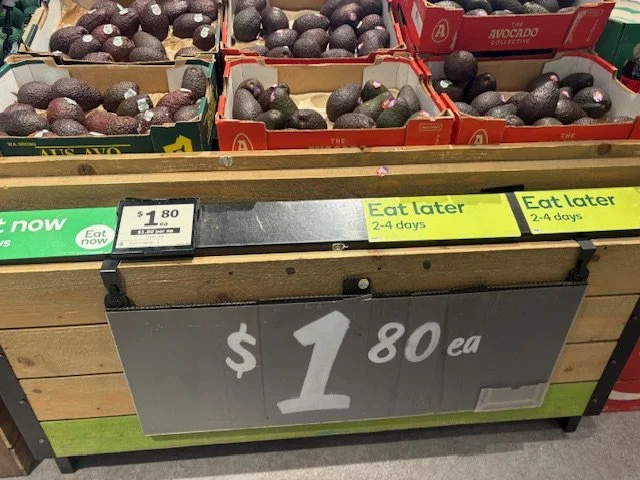 THE
AVOCADO
COLLECTIVE
AUS-AVO
THE
THE
t now
ys
Eat
now
$1.80
ea
$1.80 per ea
Eat later
2-4 days
Eat later
2-4 days
$1 80 ea